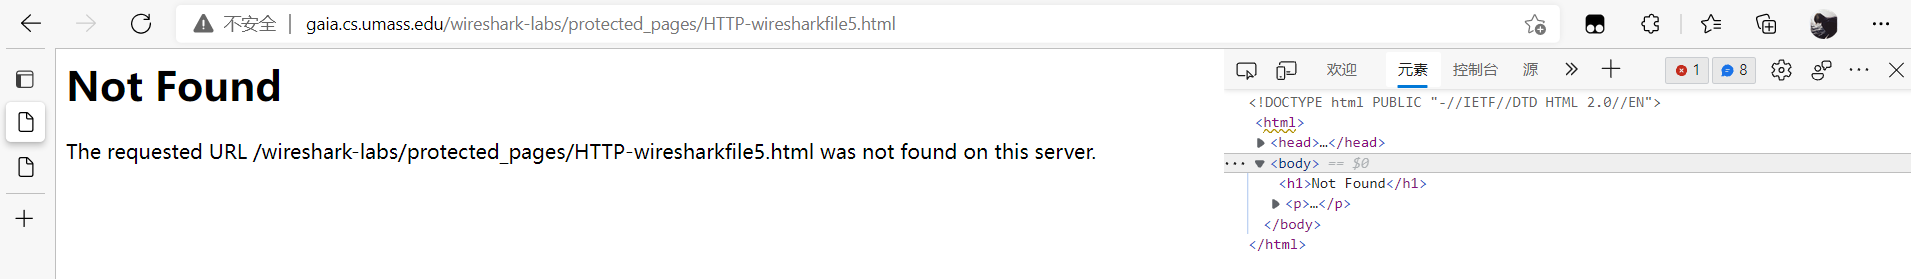 不安全 | gaia.cs.umass.edu/wireshark-labs/protected_pages/HTTP-wiresharkfile5.html
Not Found
The requested URL /wireshark-labs/protected_pages/HTTP-wiresharkfile5.html was not found on this server.
欢迎 元素 控制台 源 1 8
<!DOCTYPE html PUBLIC "-//IETF//DTD HTML 2.0//EN">
<html>
<head>…</head>
<body> == $0
<h1>Not Found</h1>
<p>…</p>
</body>
</html>